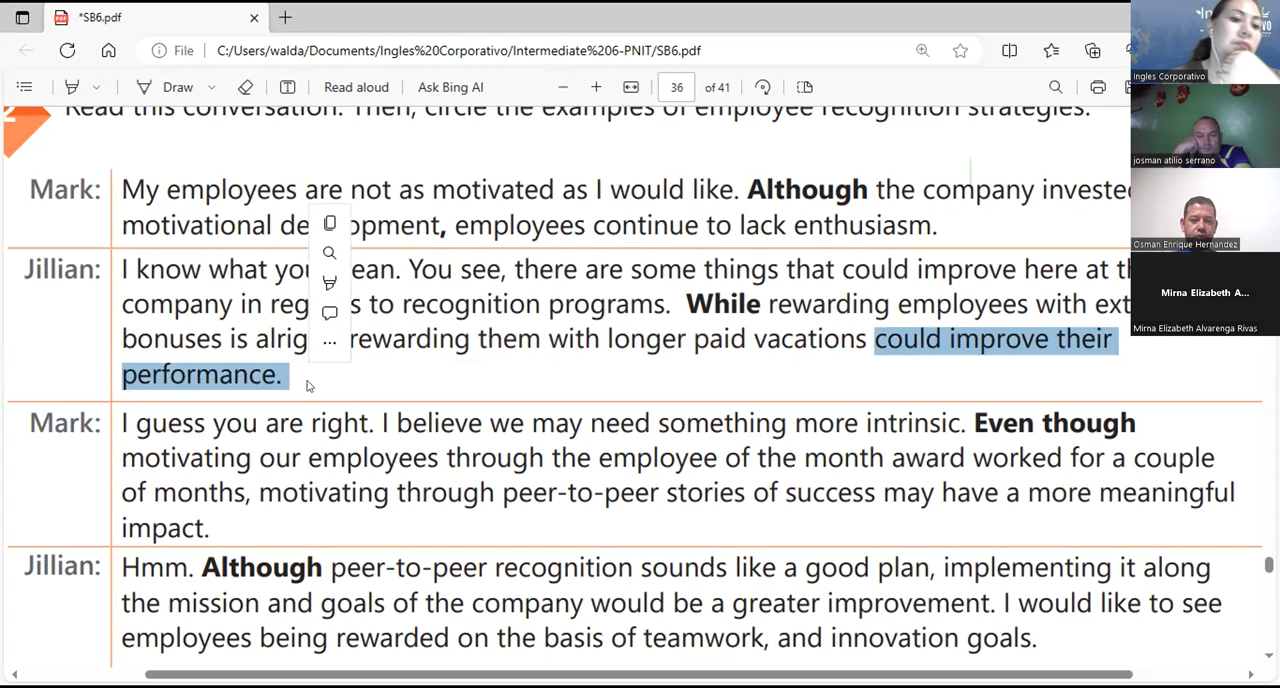 *SB6.pdf
File C:/Users/walda/Documents/Ingles%20Corporativo/Intermediate%206-PNIT/SB6.pdf
Draw Read aloud Ask Bing AI 36 of 41
Read this conversation. Then, circle the examples of employee recognition strategies.
Mark: My employees are not as motivated as I would like. Although the company invested
motivational de opment, employees continue to lack enthusiasm.
Jillian: I know what you ean. You see, there are some things that could improve here at th
company in reg s to recognition programs. While rewarding employees with ext
bonuses is alrig rewarding them with longer paid vacations could improve their
performance.
Mark: I guess you are right. I believe we may need something more intrinsic. Even though
motivating our employees through the employee of the month award worked for a couple
of months, motivating through peer-to-peer stories of success may have a more meaningful
impact.
Jillian: Hmm. Although peer-to-peer recognition sounds like a good plan, implementing it along
the mission and goals of the company would be a greater improvement. I would like to see
employees being rewarded on the basis of teamwork, and innovation goals.
Ingles Corporativo
josman atilio serrano
Osman Enrique Hernandez
Mirna Elizabeth A...
Mirna Elizabeth Alvarenga Rivas